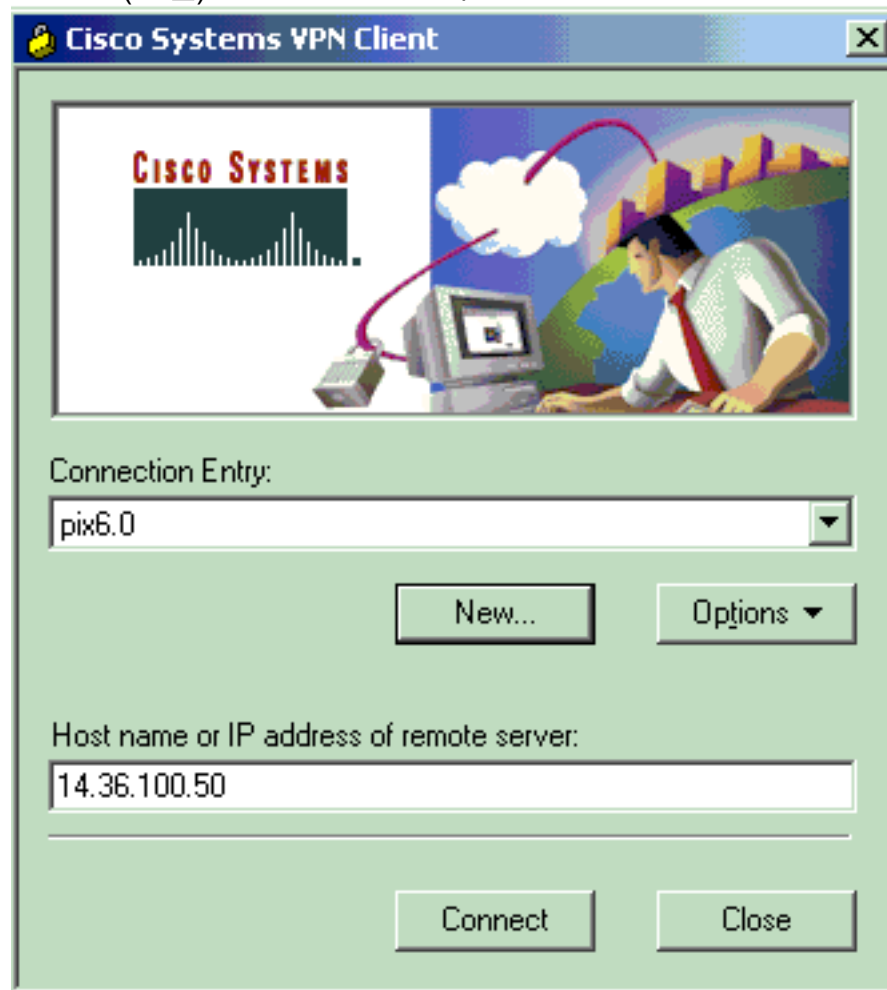 Cisco Systems VPN Client
CISCO SYSTEMS
Connection Entry:
pix6.0
New...
Options
Host name or IP address of remote server:
14.36.100.50
Connect
Close